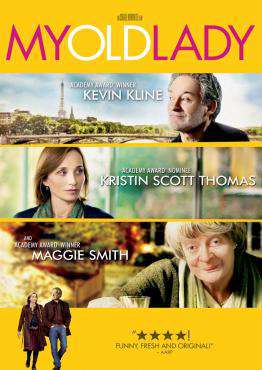 MY OLD LADY
ACADEMY AWARD® WINNER
KEVIN KLINE
ACADEMY AWARD® NOMINEE
KRISTIN SCOTT THOMAS
AND
ACADEMY AWARD® WINNER
MAGGIE SMITH
"★★★★!
FUNNY, FRESH AND ORIGINAL!"
– AARP